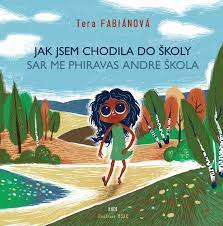 Tera FABIÁNOVÁ
JAK JSEM CHODILA DO ŠKOLY
SAR ME PHIRAVAS ANDRE ŠKOLA